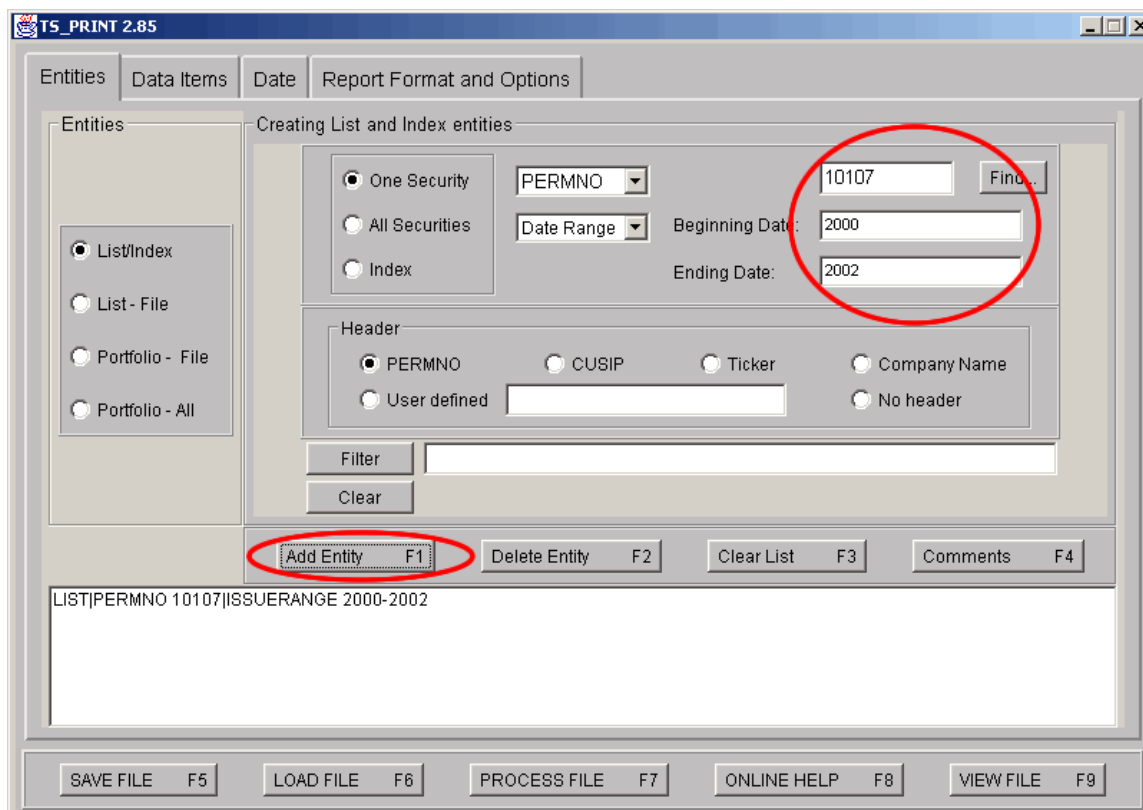 TS_PRINT 2.85
Entities Data Items Date Report Format and Options
Entities
List/Index
List - File
Portfolio - File
Portfolio - All
Creating List and Index entities
One Security PERMNO 10107 Find...
All Securities Date Range Beginning Date: 2000
Index Ending Date: 2002
Header
PERMNO CUSIP Ticker Company Name
User defined No header
Filter
Clear
Add Entity F1 Delete Entity F2 Clear List F3 Comments F4
LIST|PERMNO 10107|ISSUERANGE 2000-2002
SAVE FILE F5 LOAD FILE F6 PROCESS FILE F7 ONLINE HELP F8 VIEW FILE F9